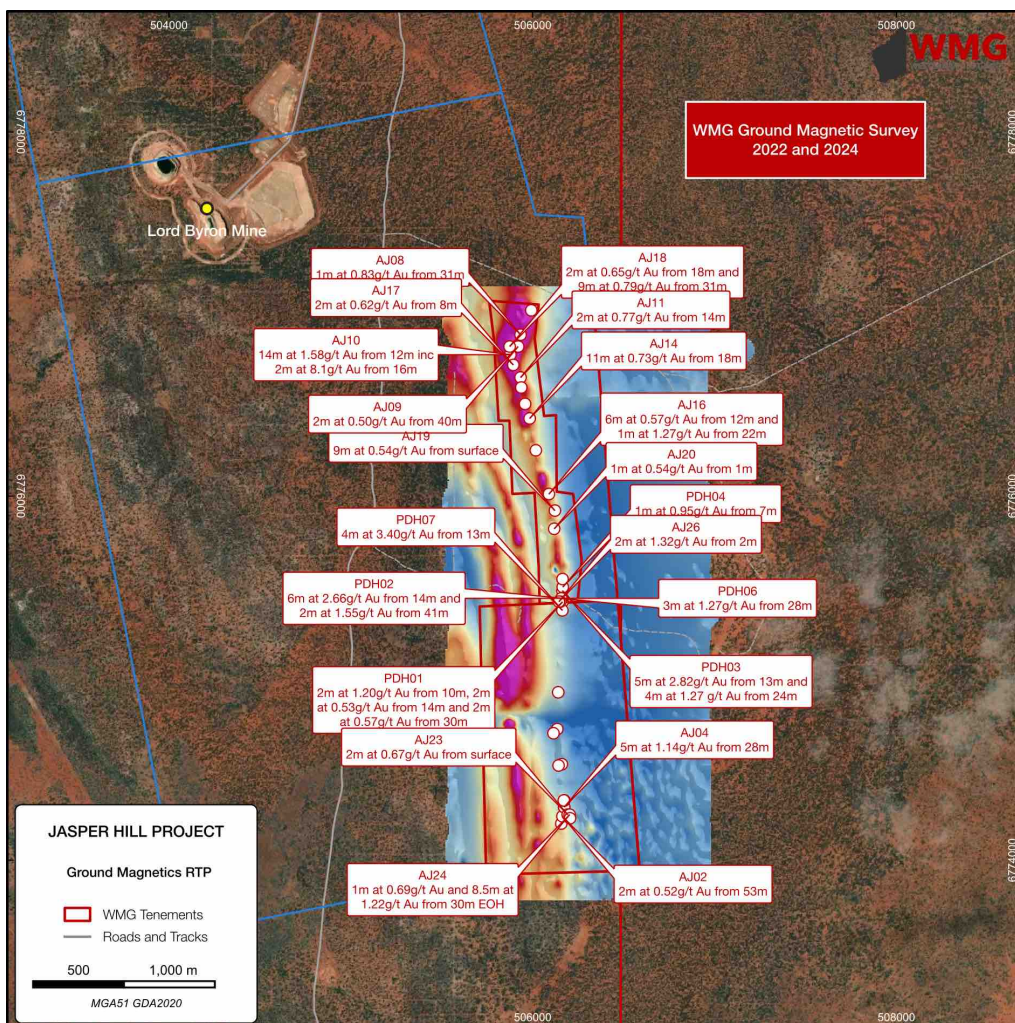 504000
506000
508000
WMG
WMG Ground Magnetic Survey
2022 and 2024
6778000
6778000
Lord Byron Mine
AJ08
1m at 0.83g/t Au from 31m
AJ18
2m at 0.65g/t Au from 18m and
9m at 0.79g/t Au from 31m
AJ17
2m at 0.62g/t Au from 8m
AJ11
2m at 0.77g/t Au from 14m
AJ10
14m at 1.58g/t Au from 12m inc
2m at 8.1g/t Au from 16m
AJ14
11m at 0.73g/t Au from 18m
AJ09
2m at 0.50g/t Au from 40m
AJ16
6m at 0.57g/t Au from 12m and
1m at 1.27g/t Au from 22m
AJ19
9m at 0.54g/t Au from surface
AJ20
1m at 0.54g/t Au from 1m
6776000
6776000
PDH04
1m at 0.95g/t Au from 7m
PDH07
4m at 3.40g/t Au from 13m
AJ26
2m at 1.32g/t Au from 2m
PDH02
6m at 2.66g/t Au from 14m and
2m at 1.55g/t Au from 41m
PDH06
3m at 1.27g/t Au from 28m
PDH01
2m at 1.20g/t Au from 10m, 2m
at 0.53g/t Au from 14m and 2m
at 0.57g/t Au from 30m
PDH03
5m at 2.82g/t Au from 13m and
4m at 1.27 g/t Au from 24m
AJ23
2m at 0.67g/t Au from surface
AJ04
5m at 1.14g/t Au from 28m
AJ24
1m at 0.69g/t Au and 8.5m at
1.22g/t Au from 30m EOH
AJ02
2m at 0.52g/t Au from 53m
6774000
JASPER HILL PROJECT
Ground Magnetics RTP
WMG Tenements
Roads and Tracks
500
1,000 m
MGA51 GDA2020
504000
506000
508000